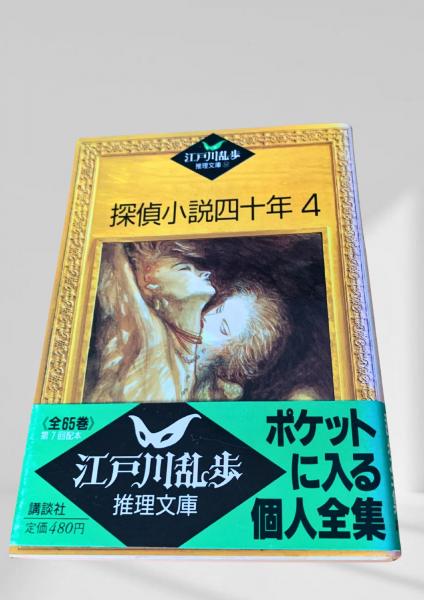 江戸川乱歩
推理文庫
探偵小説四十年 4
《全65巻》
第7回配本
江戸川乱歩
推理文庫
講談社
定価480円
ポケット
に入る
個人全集